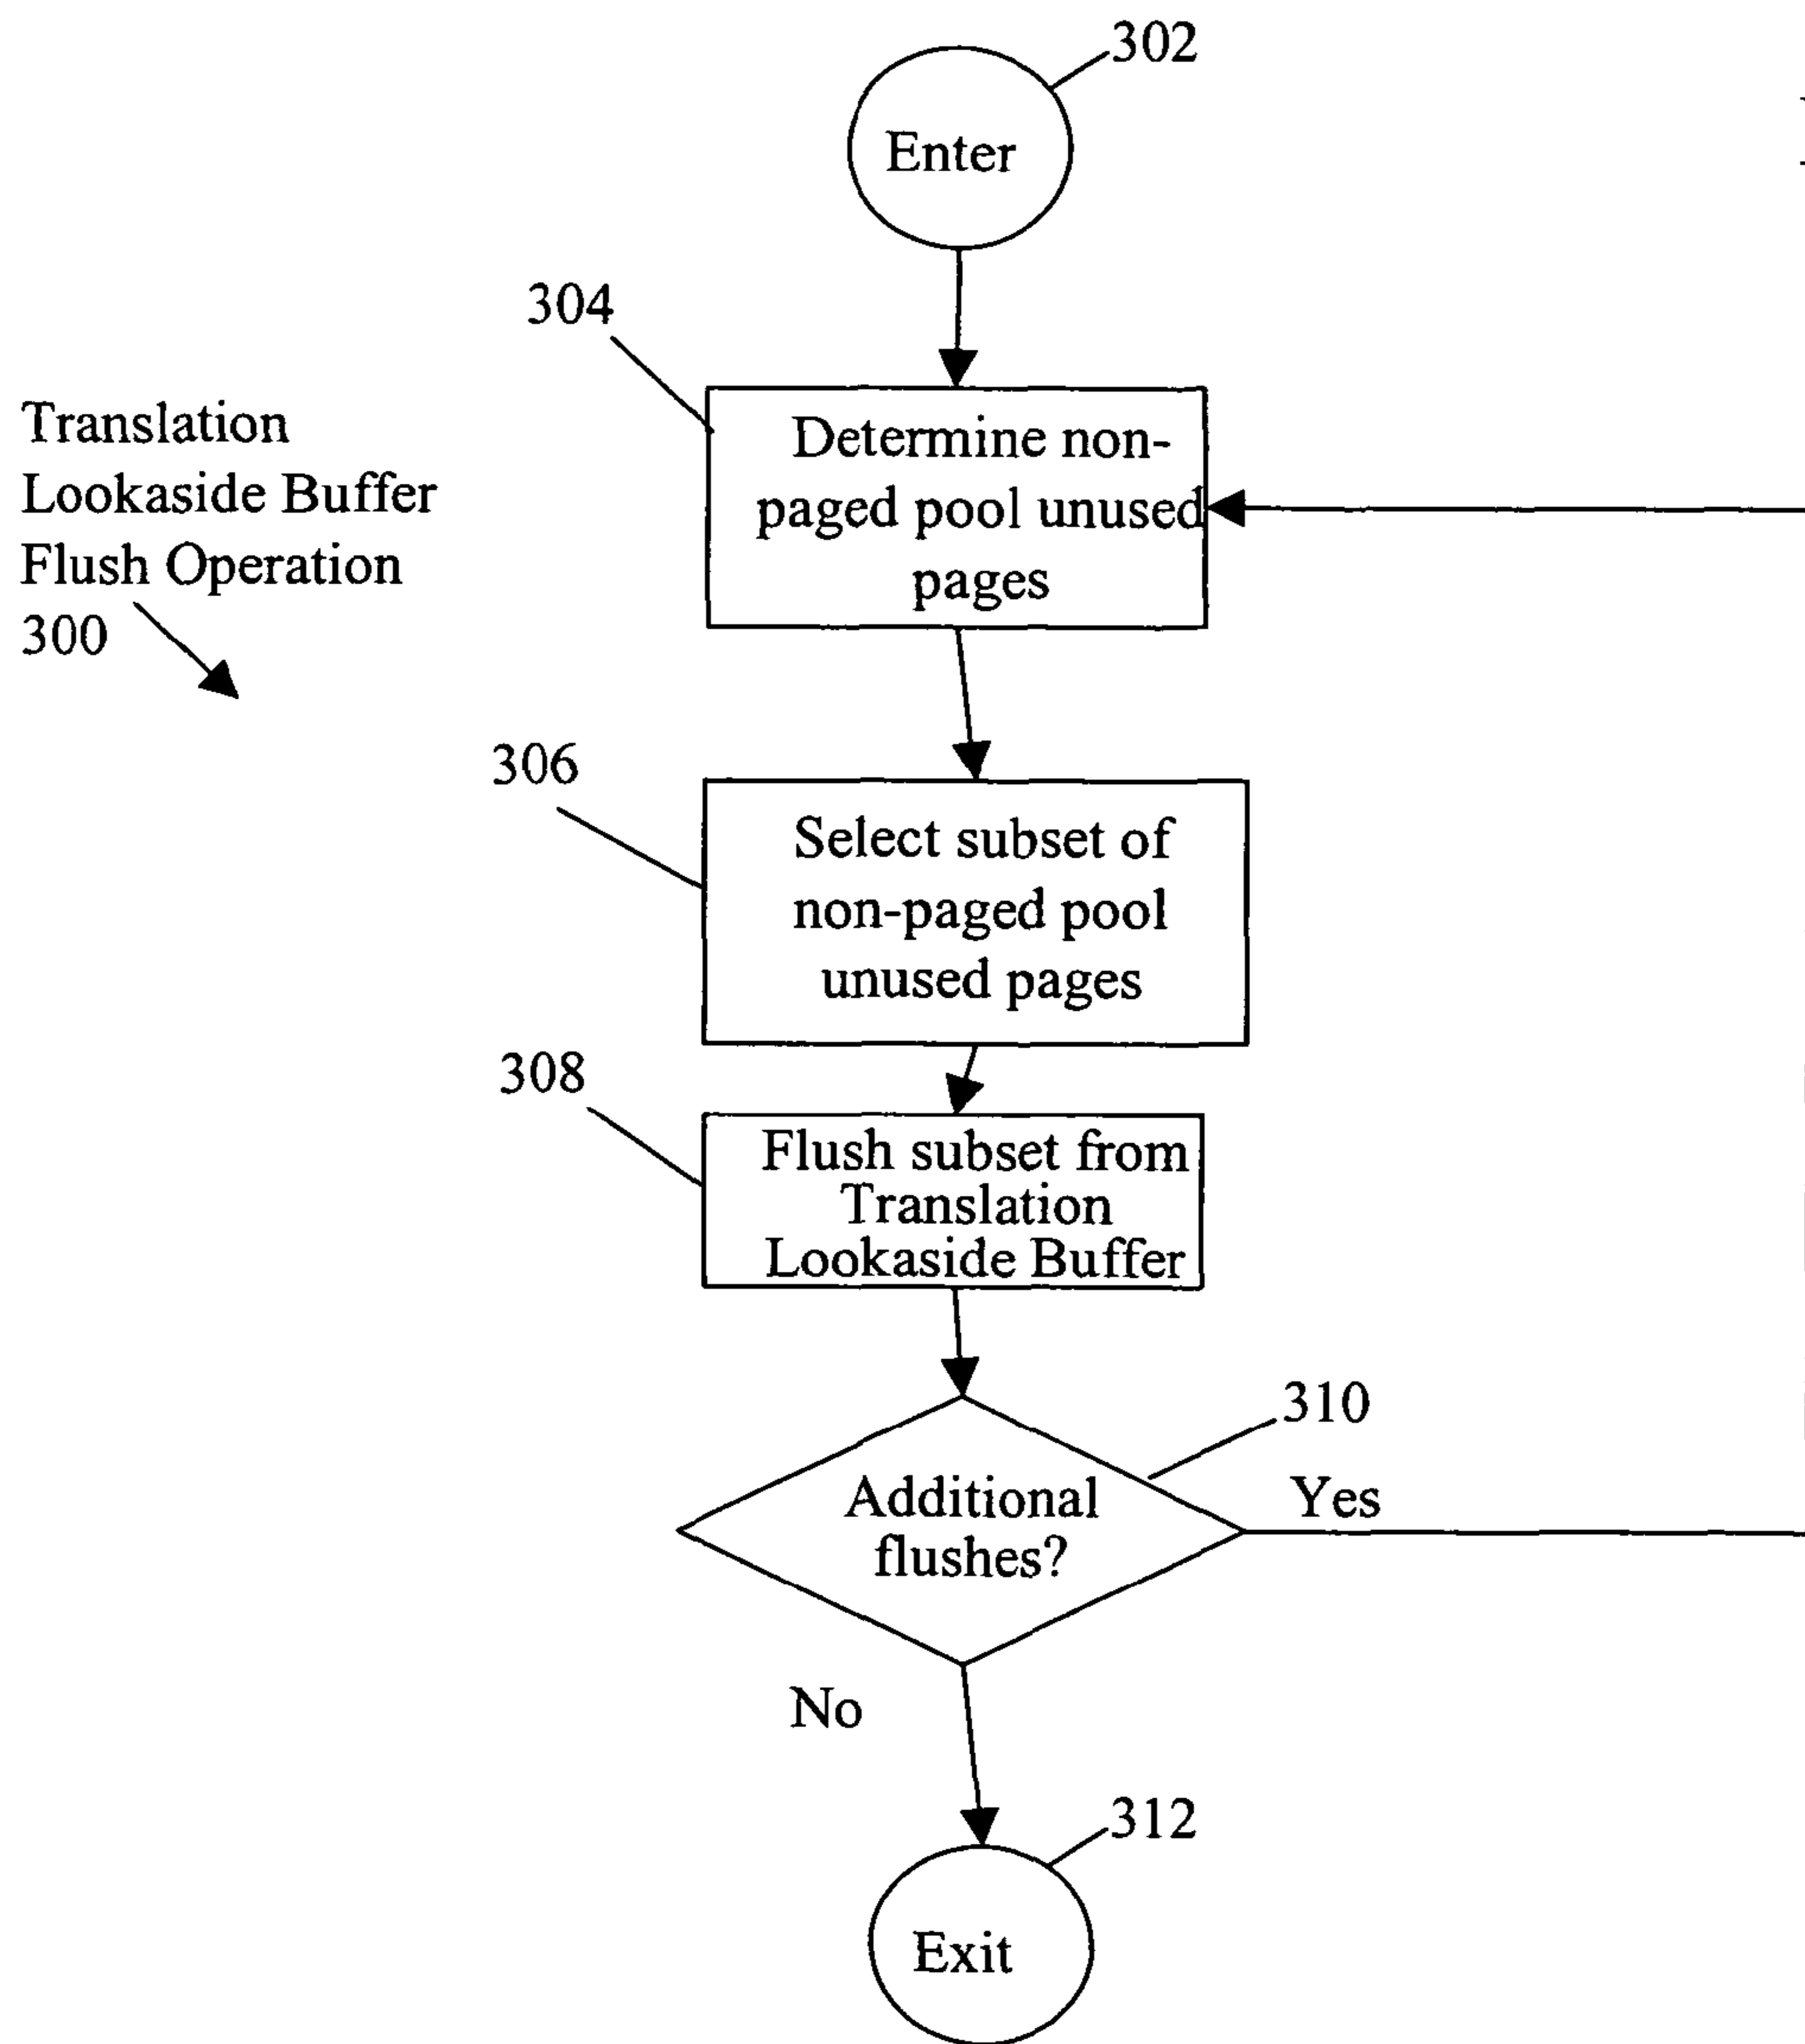 302
Enter
304
Translation
Lookaside Buffer
Flush Operation
300
Determine non-
paged pool unused
pages
306
Select subset of
non-paged pool
unused pages
308
Flush subset from
Translation
Lookaside Buffer
310
Additional
flushes?
Yes
No
312
Exit